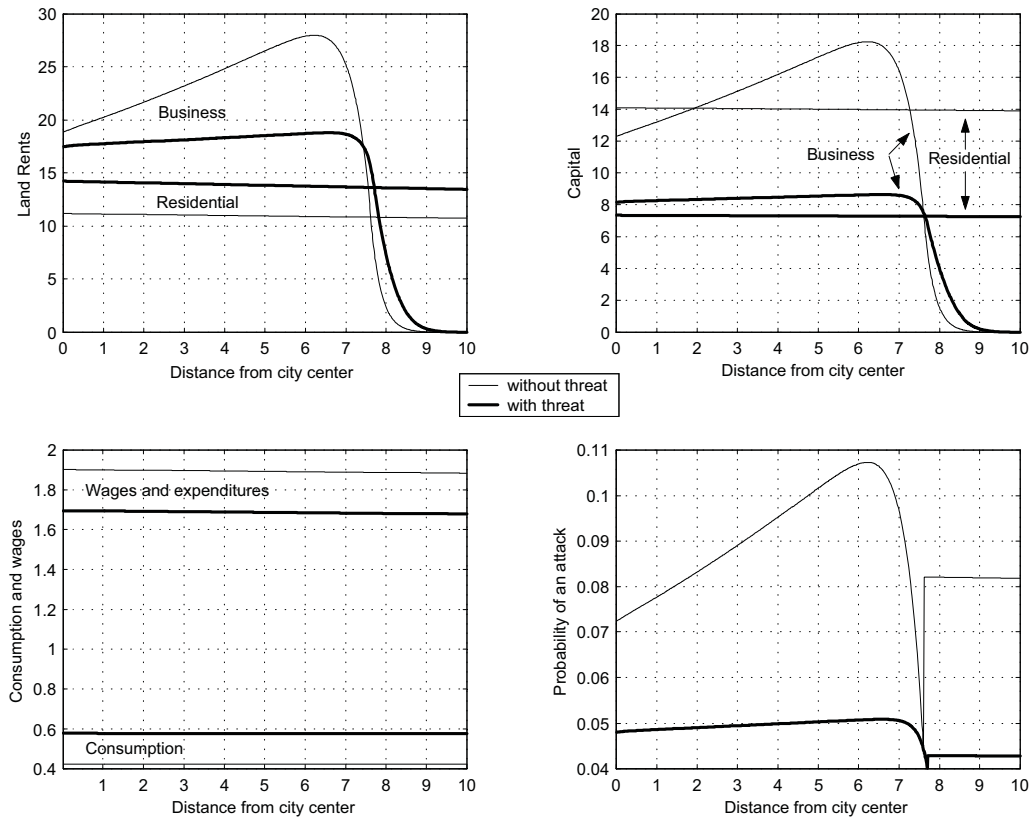 30
25
20
15
10
5
0
Land Rents
Business
Residential
0 1 2 3 4 5 6 7 8 9 10
Distance from city center
20
18
16
14
12
10
8
6
4
2
0
Capital
Business
Residential
0 1 2 3 4 5 6 7 8 9 10
Distance from city center
without threat
with threat
2
1.8
1.6
1.4
1.2
1
0.8
0.6
0.4
Consumption and wages
Wages and expenditures
Consumption
0 1 2 3 4 5 6 7 8 9 10
Distance from city center
0.11
0.1
0.09
0.08
0.07
0.06
0.05
0.04
Probability of an attack
0 1 2 3 4 5 6 7 8 9 10
Distance from city center